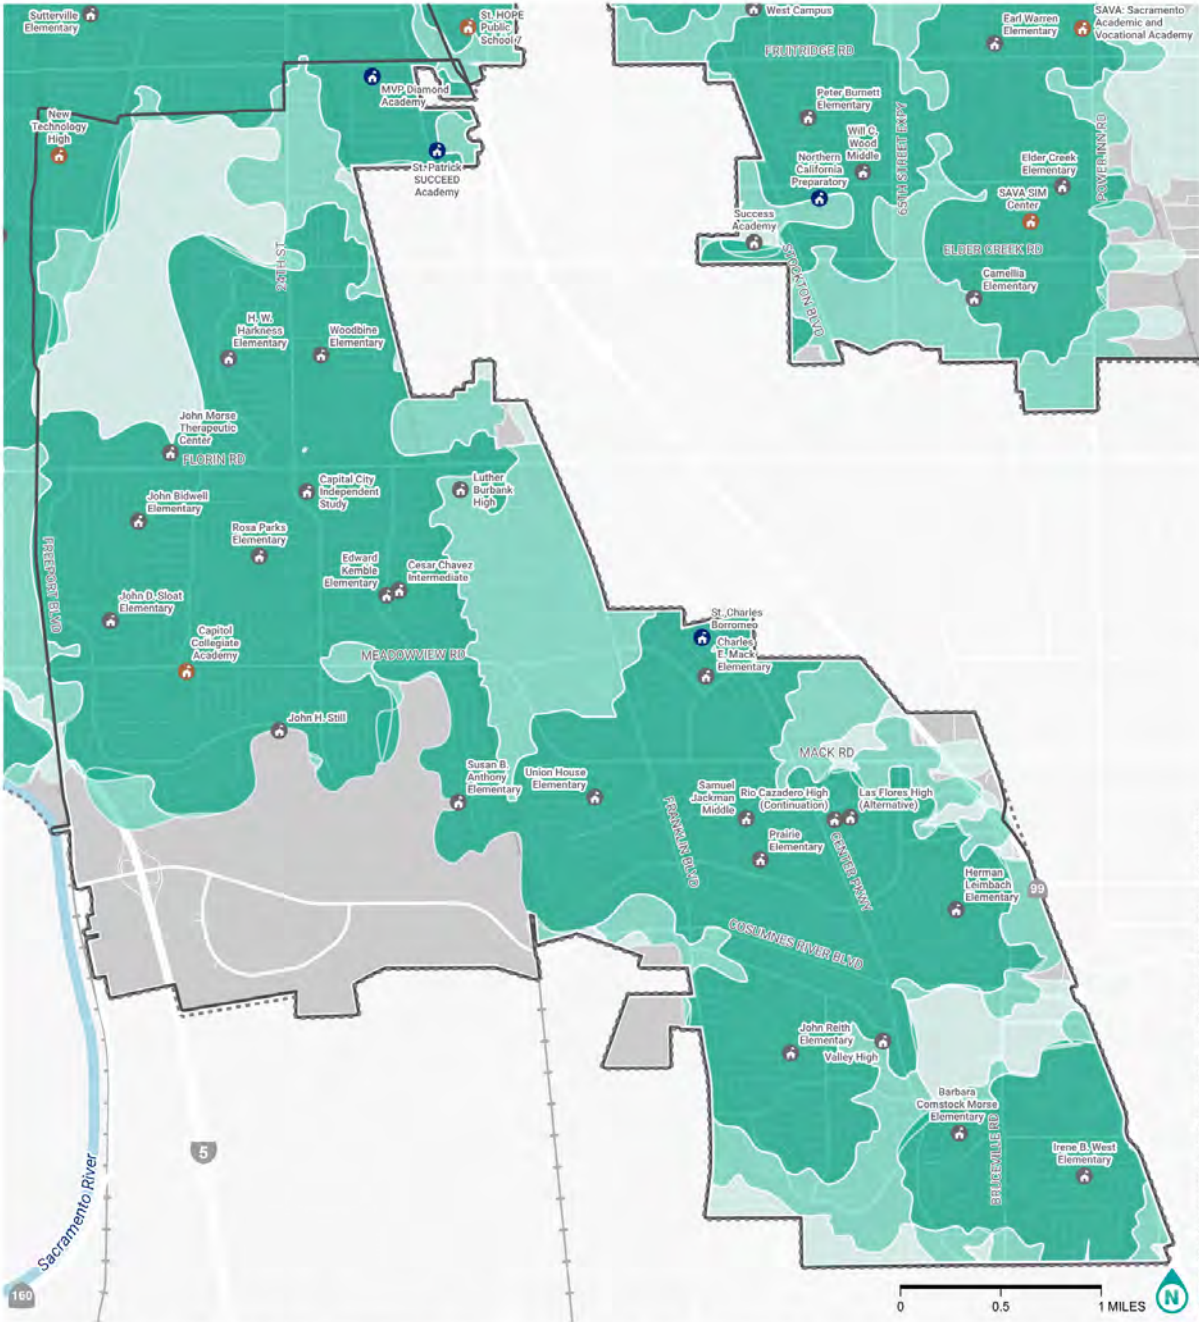 Sutterville
Elementary
St. HOPE
Public
School 7
West Campus
Earl Warren
Elementary
SAVA: Sacramento
Academic and
Vocational Academy
FRUITRIDGE RD
MVP Diamond
Academy
New
Technology
High
St. Patrick
SUCCEED
Academy
Peter Burnett
Elementary
Will C.
Wood
Middle
65TH STREET EXPY
POWER INN RD
Northern
California
Preparatory
Elder Creek
Elementary
SAVA SIM
Center
Success
Academy
ELDER CREEK RD
STOCKTON BLVD
Camellia
Elementary
24TH ST
H. W.
Harkness
Elementary
Woodbine
Elementary
John Morse
Therapeutic
Center
FLORIN RD
Capital City
Independent
Study
Luther
Burbank
High
John Bidwell
Elementary
Rosa Parks
Elementary
FREEPORT BLVD
Edward
Kemble
Elementary
Cesar Chavez
Intermediate
John D. Sloat
Elementary
Capitol
Collegiate
Academy
MEADOWVIEW RD
St. Charles
Borromeo
Charles
E. Mack
Elementary
John H. Still
MACK RD
Susan B.
Anthony
Elementary
Union House
Elementary
Samuel
Jackman
Middle
Rio Cazadero High
(Continuation)
Las Flores High
(Alternative)
FRANKLIN BLVD
Prairie
Elementary
CENTER PKWY
Herman
Leimbach
Elementary
99
COSUMNES RIVER BLVD
John Reith
Elementary
Valley High
Barbara
Comstock Morse
Elementary
BRUCEVILLE RD
Irene B. West
Elementary
5
Sacramento River
160
0 0.5 1 MILES
N